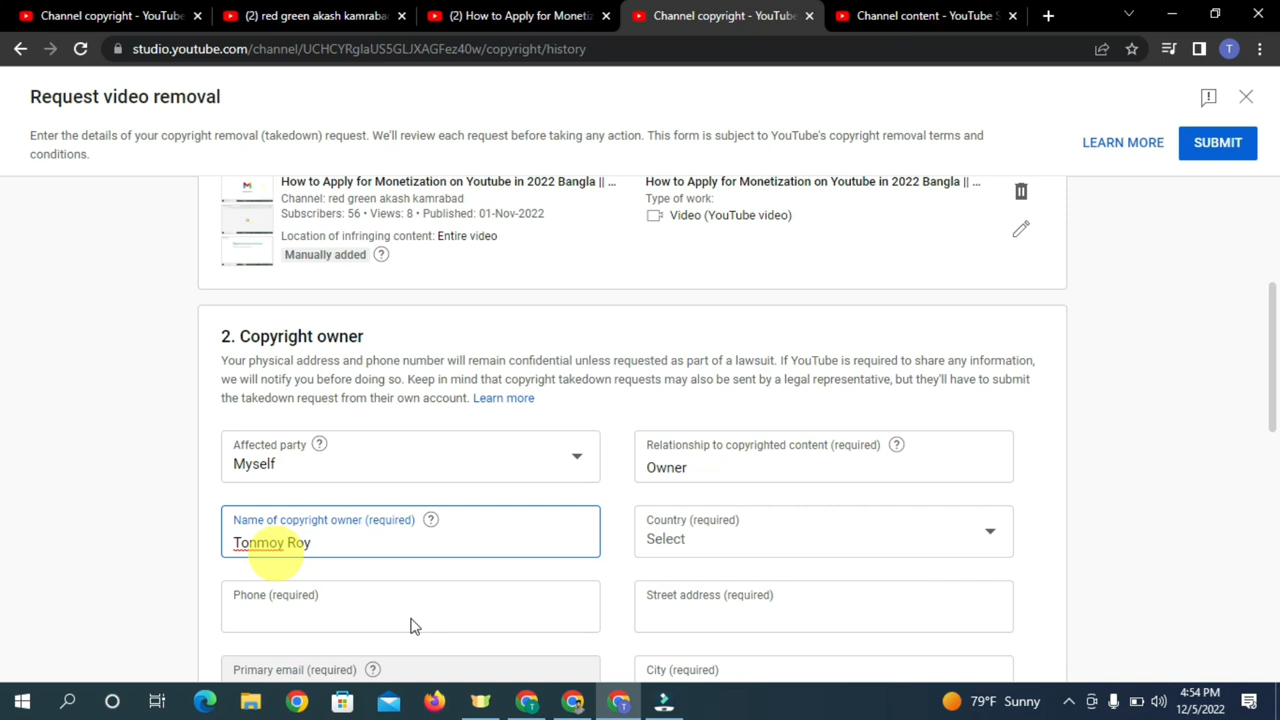 Channel copyright - YouTube
(2) red green akash kamrabad
(2) How to Apply for Monetiz
Channel copyright - YouTube
Channel content - YouTube S
studio.youtube.com/channel/UCHCYRglaUS5GLJXAGFez40w/copyright/history
T
Request video removal
Enter the details of your copyright removal (takedown) request. We'll review each request before taking any action. This form is subject to YouTube's copyright removal terms and
conditions.
LEARN MORE
SUBMIT
How to Apply for Monetization on Youtube in 2022 Bangla || ...
Channel: red green akash kamrabad
Subscribers: 56 • Views: 8 • Published: 01-Nov-2022
Location of infringing content: Entire video
Manually added
How to Apply for Monetization on Youtube in 2022 Bangla || ...
Type of work:
Video (YouTube video)
2. Copyright owner
Your physical address and phone number will remain confidential unless requested as part of a lawsuit. If YouTube is required to share any information,
we will notify you before doing so. Keep in mind that copyright takedown requests may also be sent by a legal representative, but they'll have to submit
the takedown request from their own account. Learn more
Affected party
Myself
Relationship to copyrighted content (required)
Owner
Name of copyright owner (required)
Tonmoy Roy
Country (required)
Select
Phone (required)
Street address (required)
Primary email (required)
City (required)
79°F Sunny
4:54 PM
12/5/2022